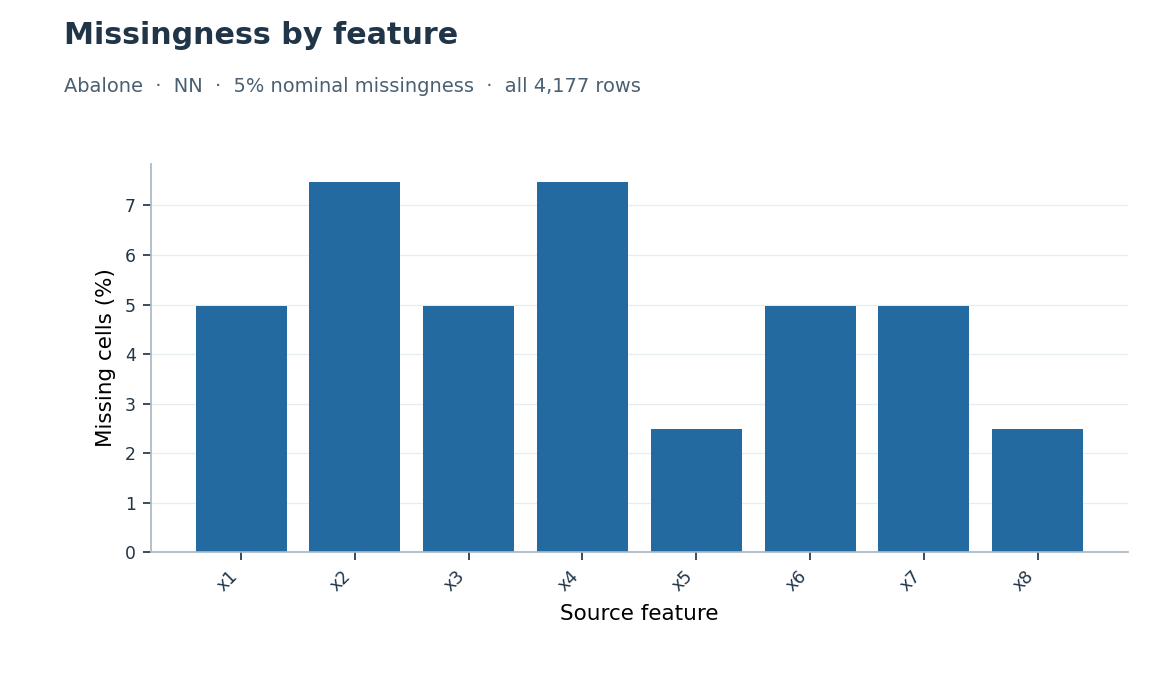 Missingness by feature
Abalone · NN · 5% nominal missingness · all 4,177 rows
7
6
5
4
3
2
1
0
Missing cells (%)
x1 x2 x3 x4 x5 x6 x7 x8
Source feature